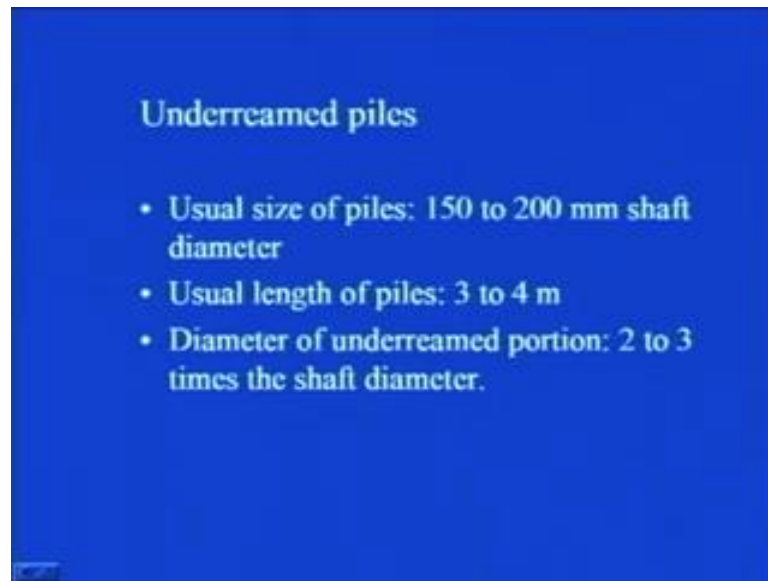 Underreamed piles
• Usual size of piles: 150 to 200 mm shaft
diameter
• Usual length of piles: 3 to 4 m
• Diameter of underreamed portion: 2 to 3
times the shaft diameter.